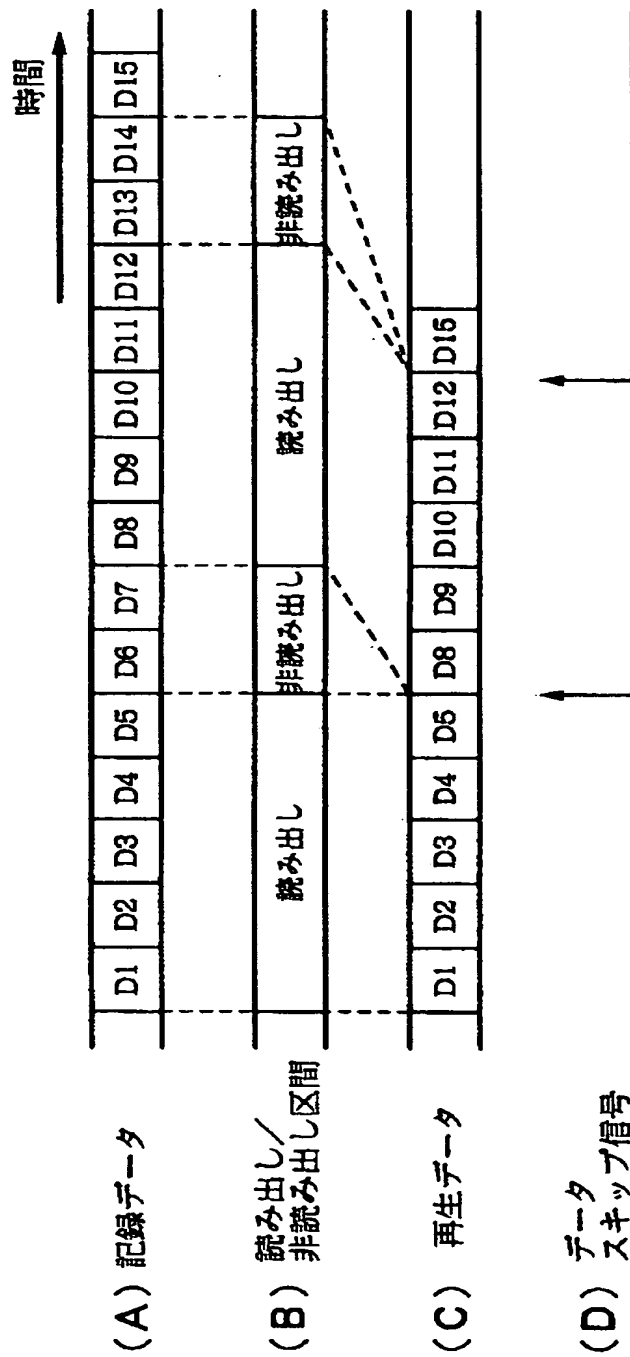 時間
(A) 記録データ
D1 D2 D3 D4 D5 D6 D7 D8 D9 D10 D11 D12 D13 D14 D15
(B) 読み出し/
非読み出し区間
読み出し 非読み出し 読み出し 非読み出し
(C) 再生データ
D1 D2 D3 D4 D5 D8 D9 D10 D11 D12 D15
(D) データ
スキップ信号